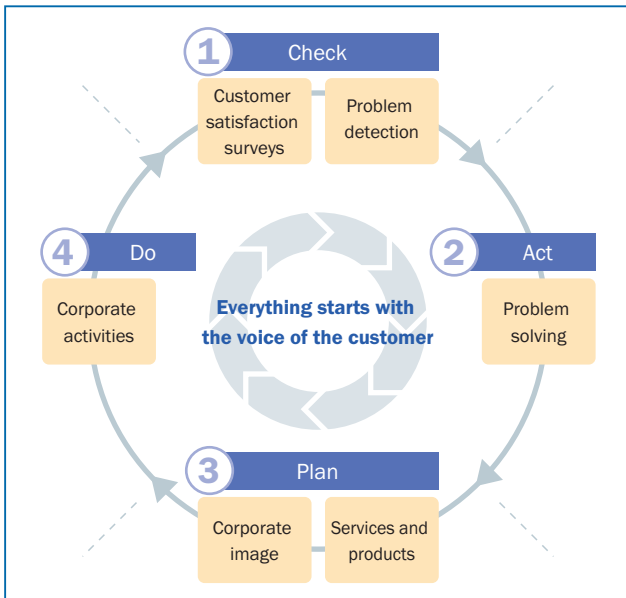 1 Check
Customer
satisfaction
surveys
Problem
detection
2 Act
Problem
solving
3 Plan
Corporate
image
Services and
products
4 Do
Corporate
activities
Everything starts with
the voice of the customer